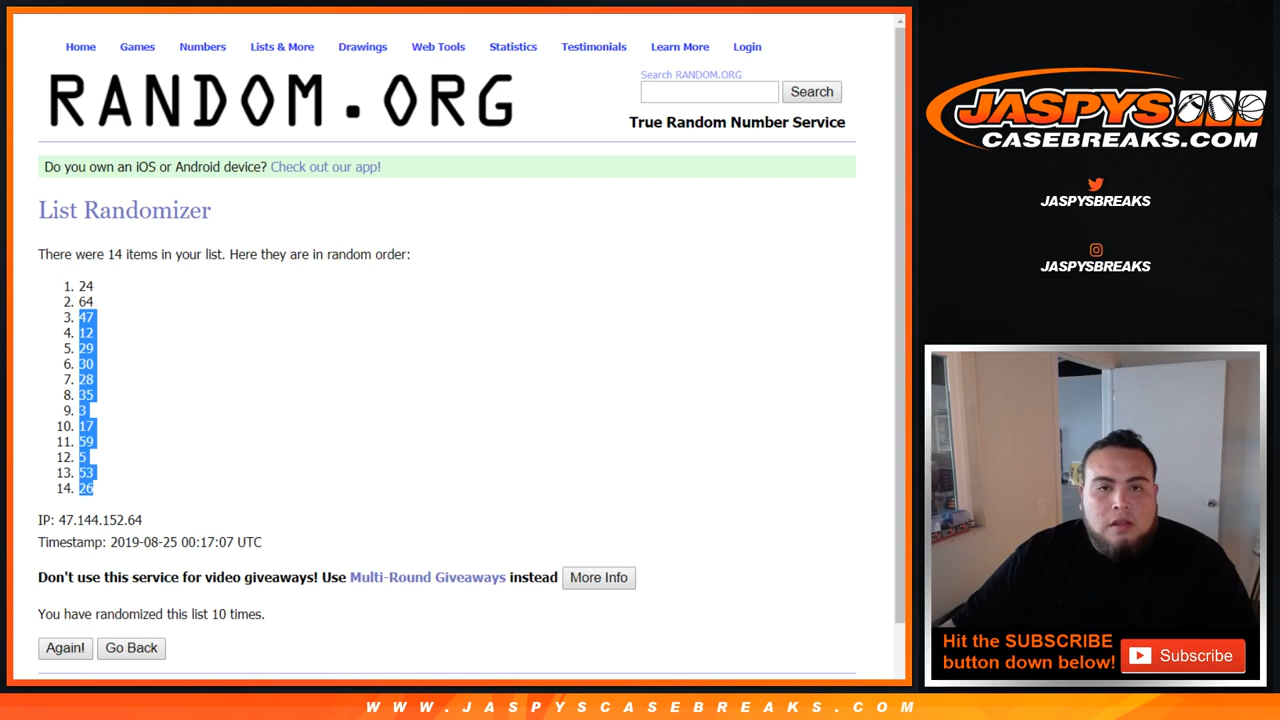 Home Games Numbers Lists & More Drawings Web Tools Statistics Testimonials Learn More Login
RANDOM.ORG
Search RANDOM.ORG
Search
True Random Number Service
Do you own an iOS or Android device? Check out our app!
List Randomizer
There were 14 items in your list. Here they are in random order:
1. 24
2. 64
3. 47
4. 12
5. 29
6. 30
7. 28
8. 35
9. 3
10. 17
11. 59
12. 5
13. 53
14. 26
IP: 47.144.152.64
Timestamp: 2019-08-25 00:17:07 UTC
Don't use this service for video giveaways! Use Multi-Round Giveaways instead More Info
You have randomized this list 10 times.
Again! Go Back
JASPYS
CASEBREAKS.COM
JASPYSBREAKS
JASPYSBREAKS
Hit the SUBSCRIBE
button down below!
Subscribe
WWW.JASPYSCASEBREAKS.COM